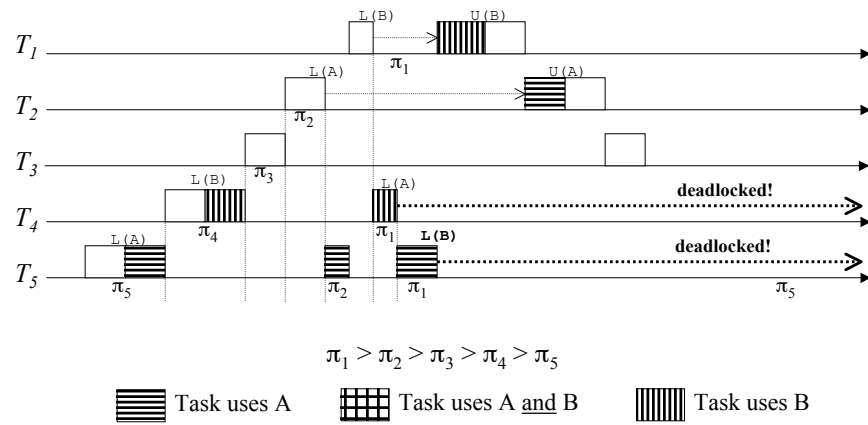 L(B) U(B)
T1
π1
L(A) U(A)
T2
π2
T3
π3
L(B) L(A) deadlocked!
T4
π4 π1
L(A) L(B) deadlocked!
T5
π5 π2 π1 π5
π1 > π2 > π3 > π4 > π5
Task uses A Task uses A and B Task uses B